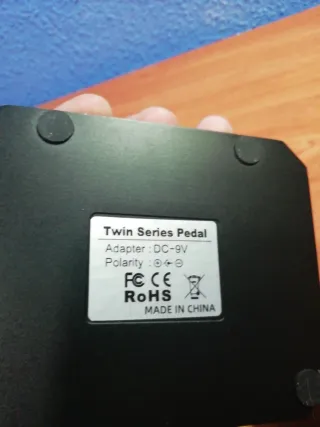 Twin Series Pedal
Adapter : DC-9V
Polarity : ⊕ ⊖
FC CE
RoHS
MADE IN CHINA